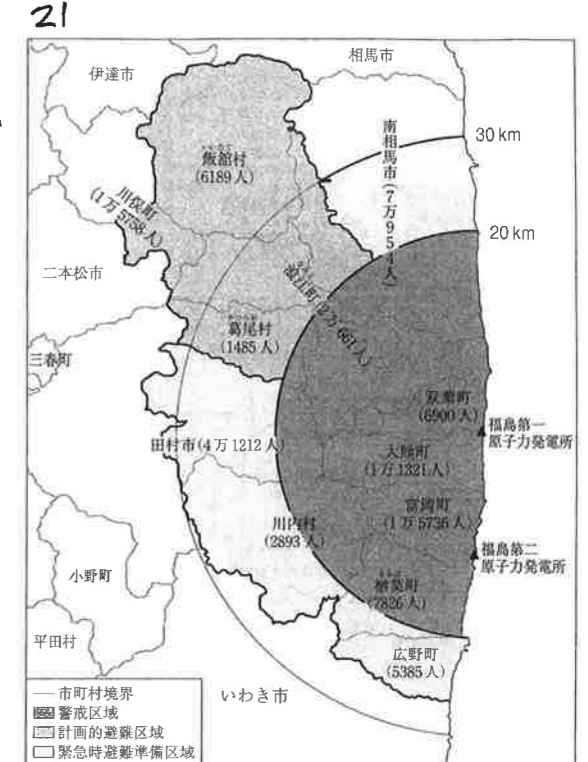 21
伊達市
相馬市
飯舘村
(6189人)
南相馬市(7万954人)
30 km
川俣町
(1万5758人)
20 km
二本松市
浪江町(2万661人)
葛尾村
(1485人)
三春町
双葉町
(6900人)
福島第一
原子力発電所
田村市(4万1212人)
大熊町
(1万1321人)
富岡町
(1万5736人)
川内村
(2893人)
福島第二
原子力発電所
小野町
楢葉町
(7826人)
平田村
広野町
(5385人)
いわき市
市町村境界
警戒区域
計画的避難区域
緊急時避難準備区域